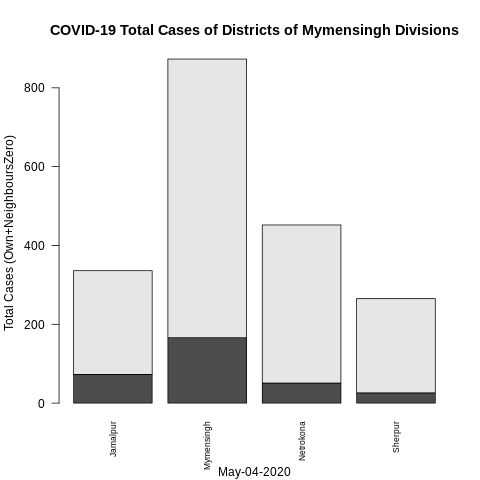 COVID-19 Total Cases of Districts of Mymensingh Divisions
Total Cases (Own+NeighboursZero)
800
600
400
200
0
Jamalpur
Mymensingh
Netrokona
Sherpur
May-04-2020